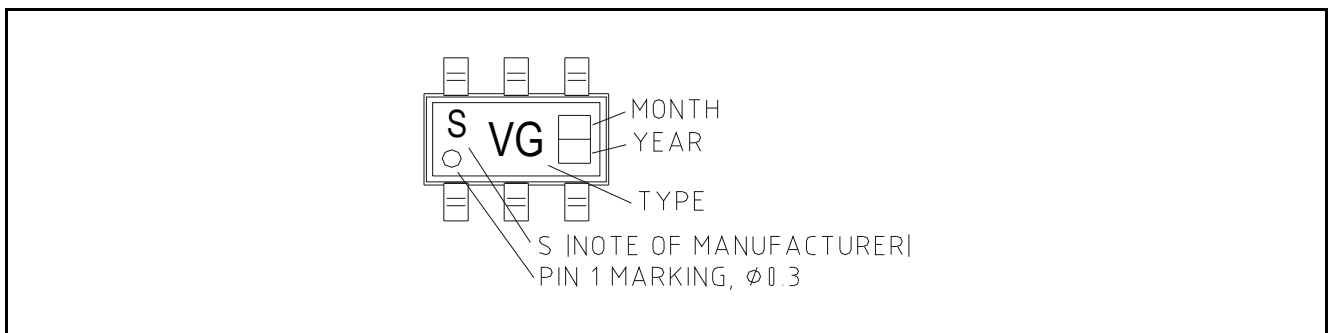 S
VG
MONTH
YEAR
TYPE
S |NOTE OF MANUFACTURER|
PIN 1 MARKING, Ø0.3